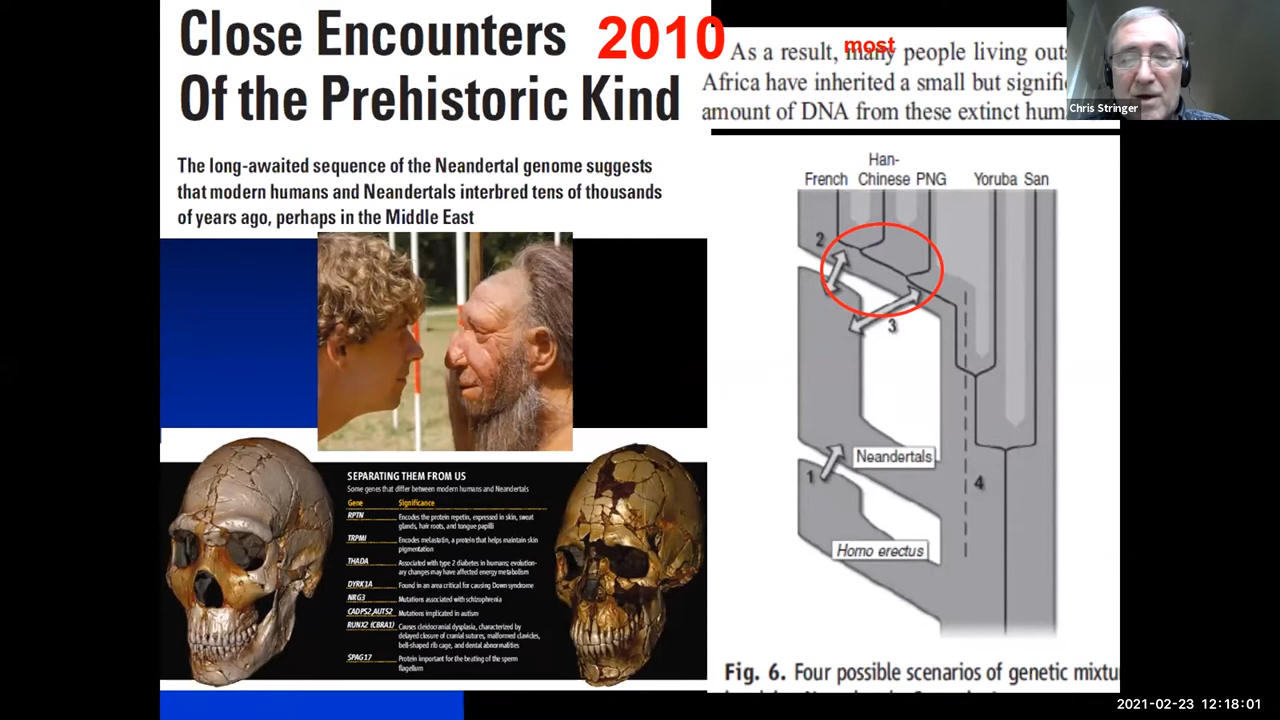 Close Encounters
Of the Prehistoric Kind
2010
The long-awaited sequence of the Neandertal genome suggests
that modern humans and Neandertals interbred tens of thousands
of years ago, perhaps in the Middle East
SEPARATING THEM FROM US
Some genes that differ between modern humans and Neandertals
Gene Significance
RPTN Encodes the protein repetin, expressed in skin, sweat
glands, hair roots, and tongue papilli
TRPM1 Encodes melastatin, a protein that helps maintain skin
pigmentation
THADA Associated with type 2 diabetes in humans; evolution-
ary changes may have affected energy metabolism
DYRK1A Found in an area critical for causing Down syndrome
NRG3 Mutations associated with schizophrenia
CADPS2, AUTS2 Mutations implicated in autism
RUNX2 (CBRA1) Causes cleidocranial dysplasia, characterized by
delayed closure of cranial sutures, malformed clavicles,
bell-shaped rib cage, and dental abnormalities
SPAG17 Protein important for the beating of the sperm
flagellum
most
As a result, many people living outs
Africa have inherited a small but signific
amount of DNA from these extinct hum
Chris Stringer
Han-
French Chinese PNG Yoruba San
2
3
Neandertals
1
4
Homo erectus
Fig. 6. Four possible scenarios of genetic mixtu
2021-02-23 12:18:01